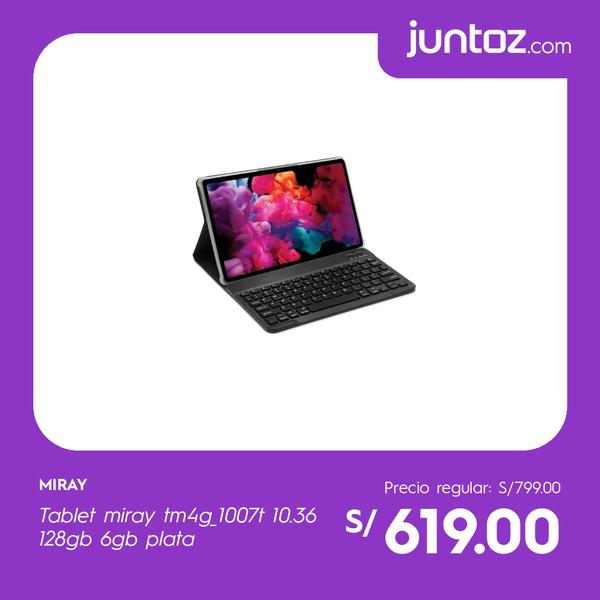 juntoz.com
MIRAY
Tablet miray tm4g_1007t 10.36
128gb 6gb plata
Precio regular: S/799.00
S/ 619.00